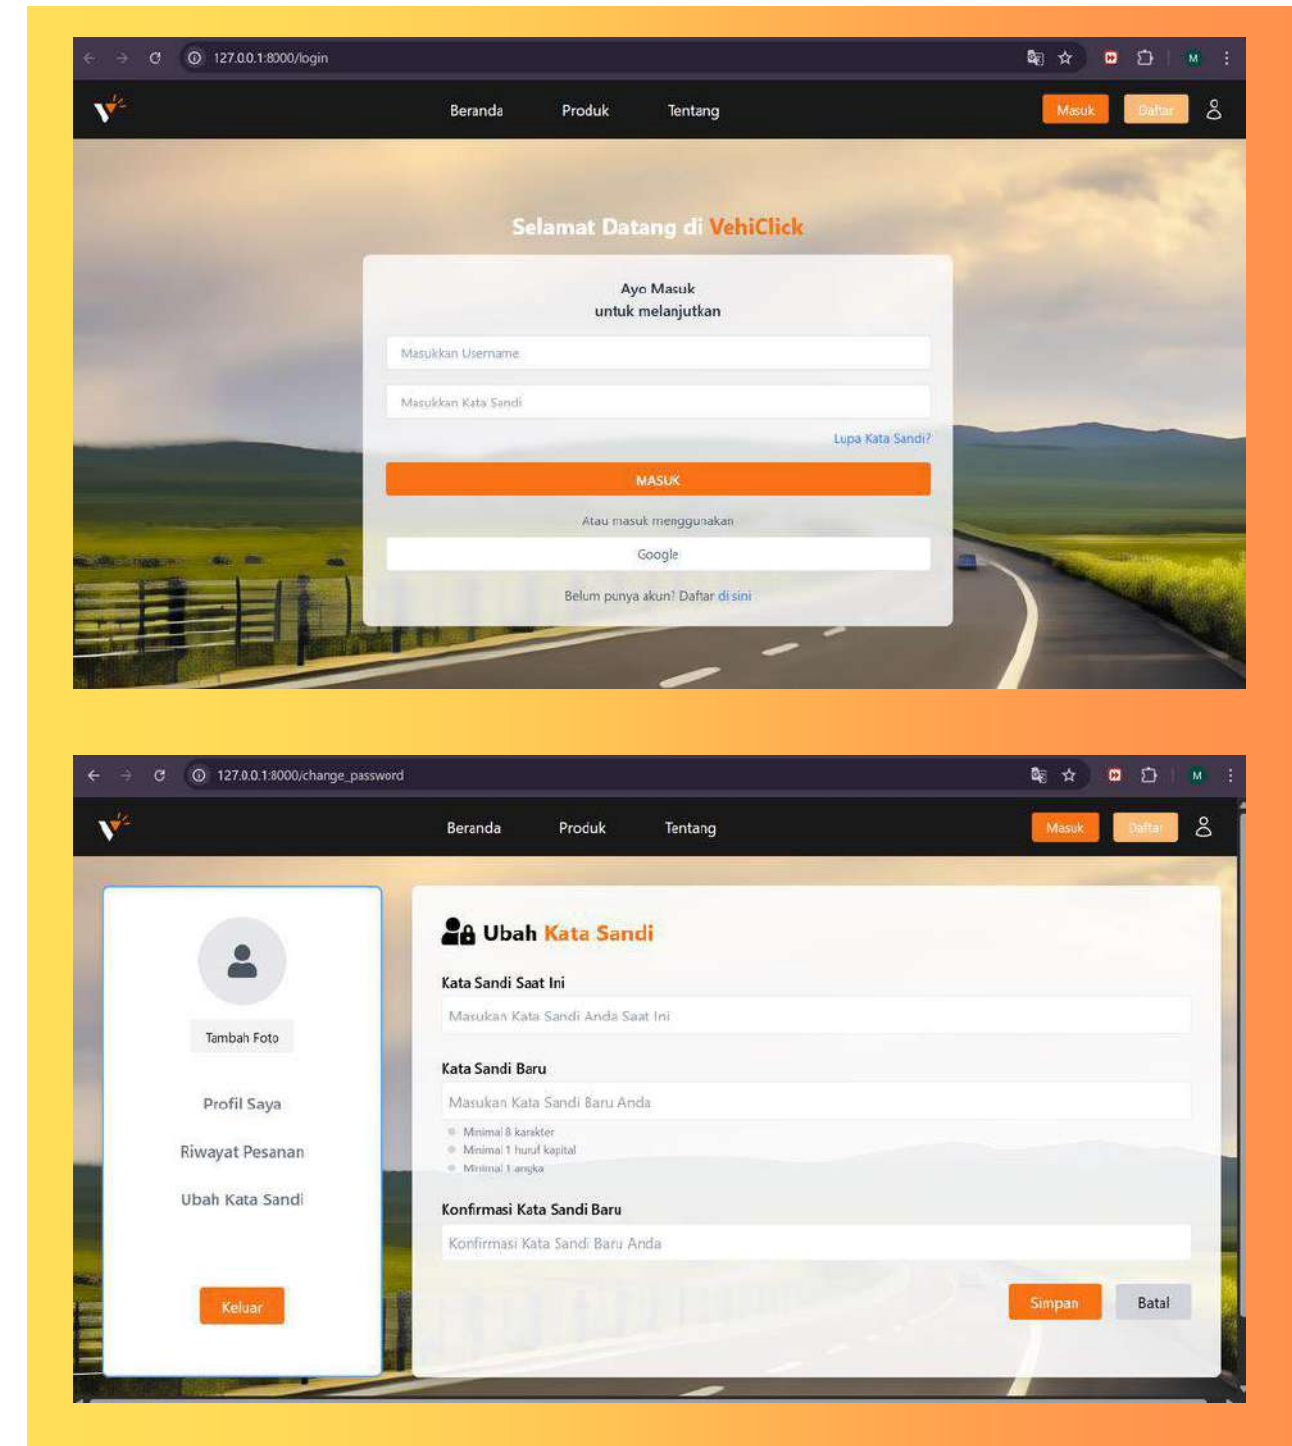 127.0.0.1:8000/login
M
Beranda
Produk
Tentang
Masuk
Daftar
Selamat Datang di VehiClick
Ayo Masuk
untuk melanjutkan
Masukkan Username
Masukkan Kata Sandi
Lupa Kata Sandi?
MASUK
Atau masuk menggunakan
Google
Belum punya akun? Daftar di sini
127.0.0.1:8000/change_password
M
Beranda
Produk
Tentang
Masuk
Daftar
Tambah Foto
Profil Saya
Riwayat Pesanan
Ubah Kata Sandi
Keluar
Ubah Kata Sandi
Kata Sandi Saat Ini
Masukan Kata Sandi Anda Saat Ini
Kata Sandi Baru
Masukan Kata Sandi Baru Anda
Minimal 8 karakter
Minimal 1 huruf kapital
Minimal 1 angka
Konfirmasi Kata Sandi Baru
Konfirmasi Kata Sandi Baru Anda
Simpan
Batal